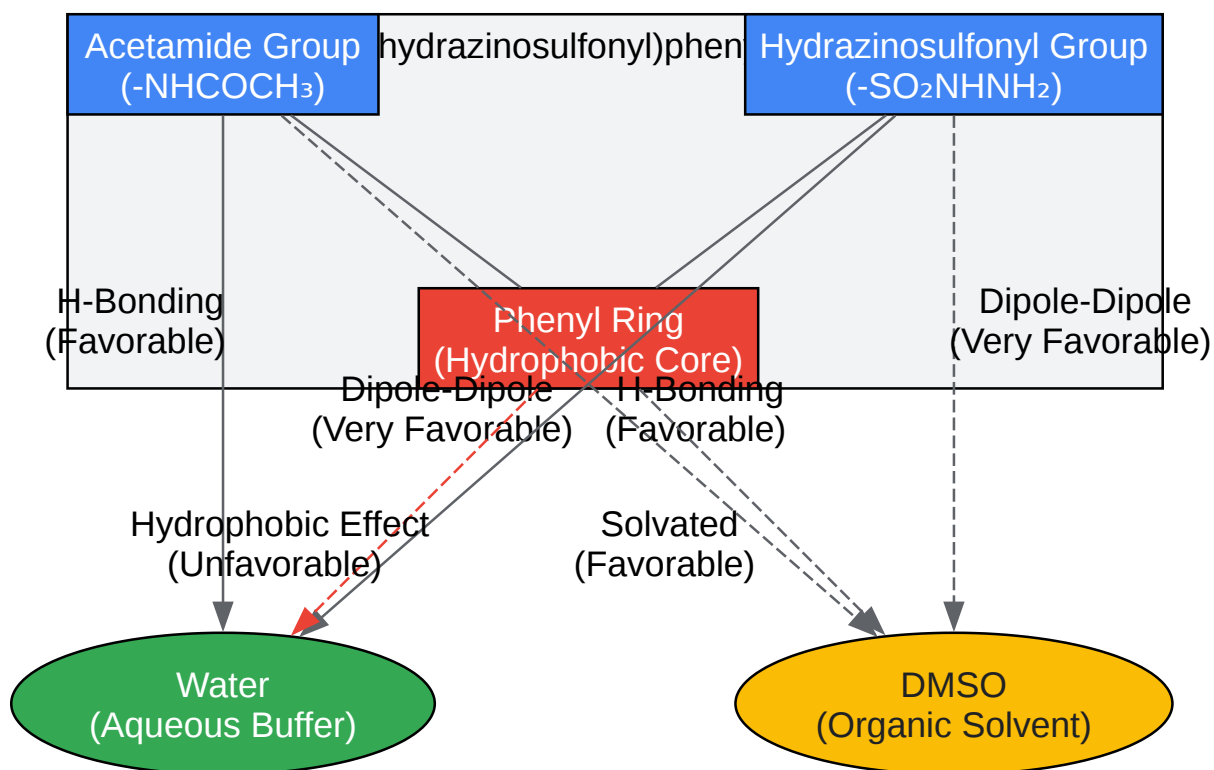 Acetamide Group
(-NHCOCH₃)
hydrazinosulfonyl)phen
Hydrazinosulfonyl Group
(-SO₂NHNH₂)
H-Bonding
(Favorable)
Dipole-Dipole
(Very Favorable)
Phenyl Ring
(Hydrophobic Core)
Dipole-Dipole
(Very Favorable)
H-Bonding
(Favorable)
Hydrophobic Effect
(Unfavorable)
Solvated
(Favorable)
Water
(Aqueous Buffer)
DMSO
(Organic Solvent)